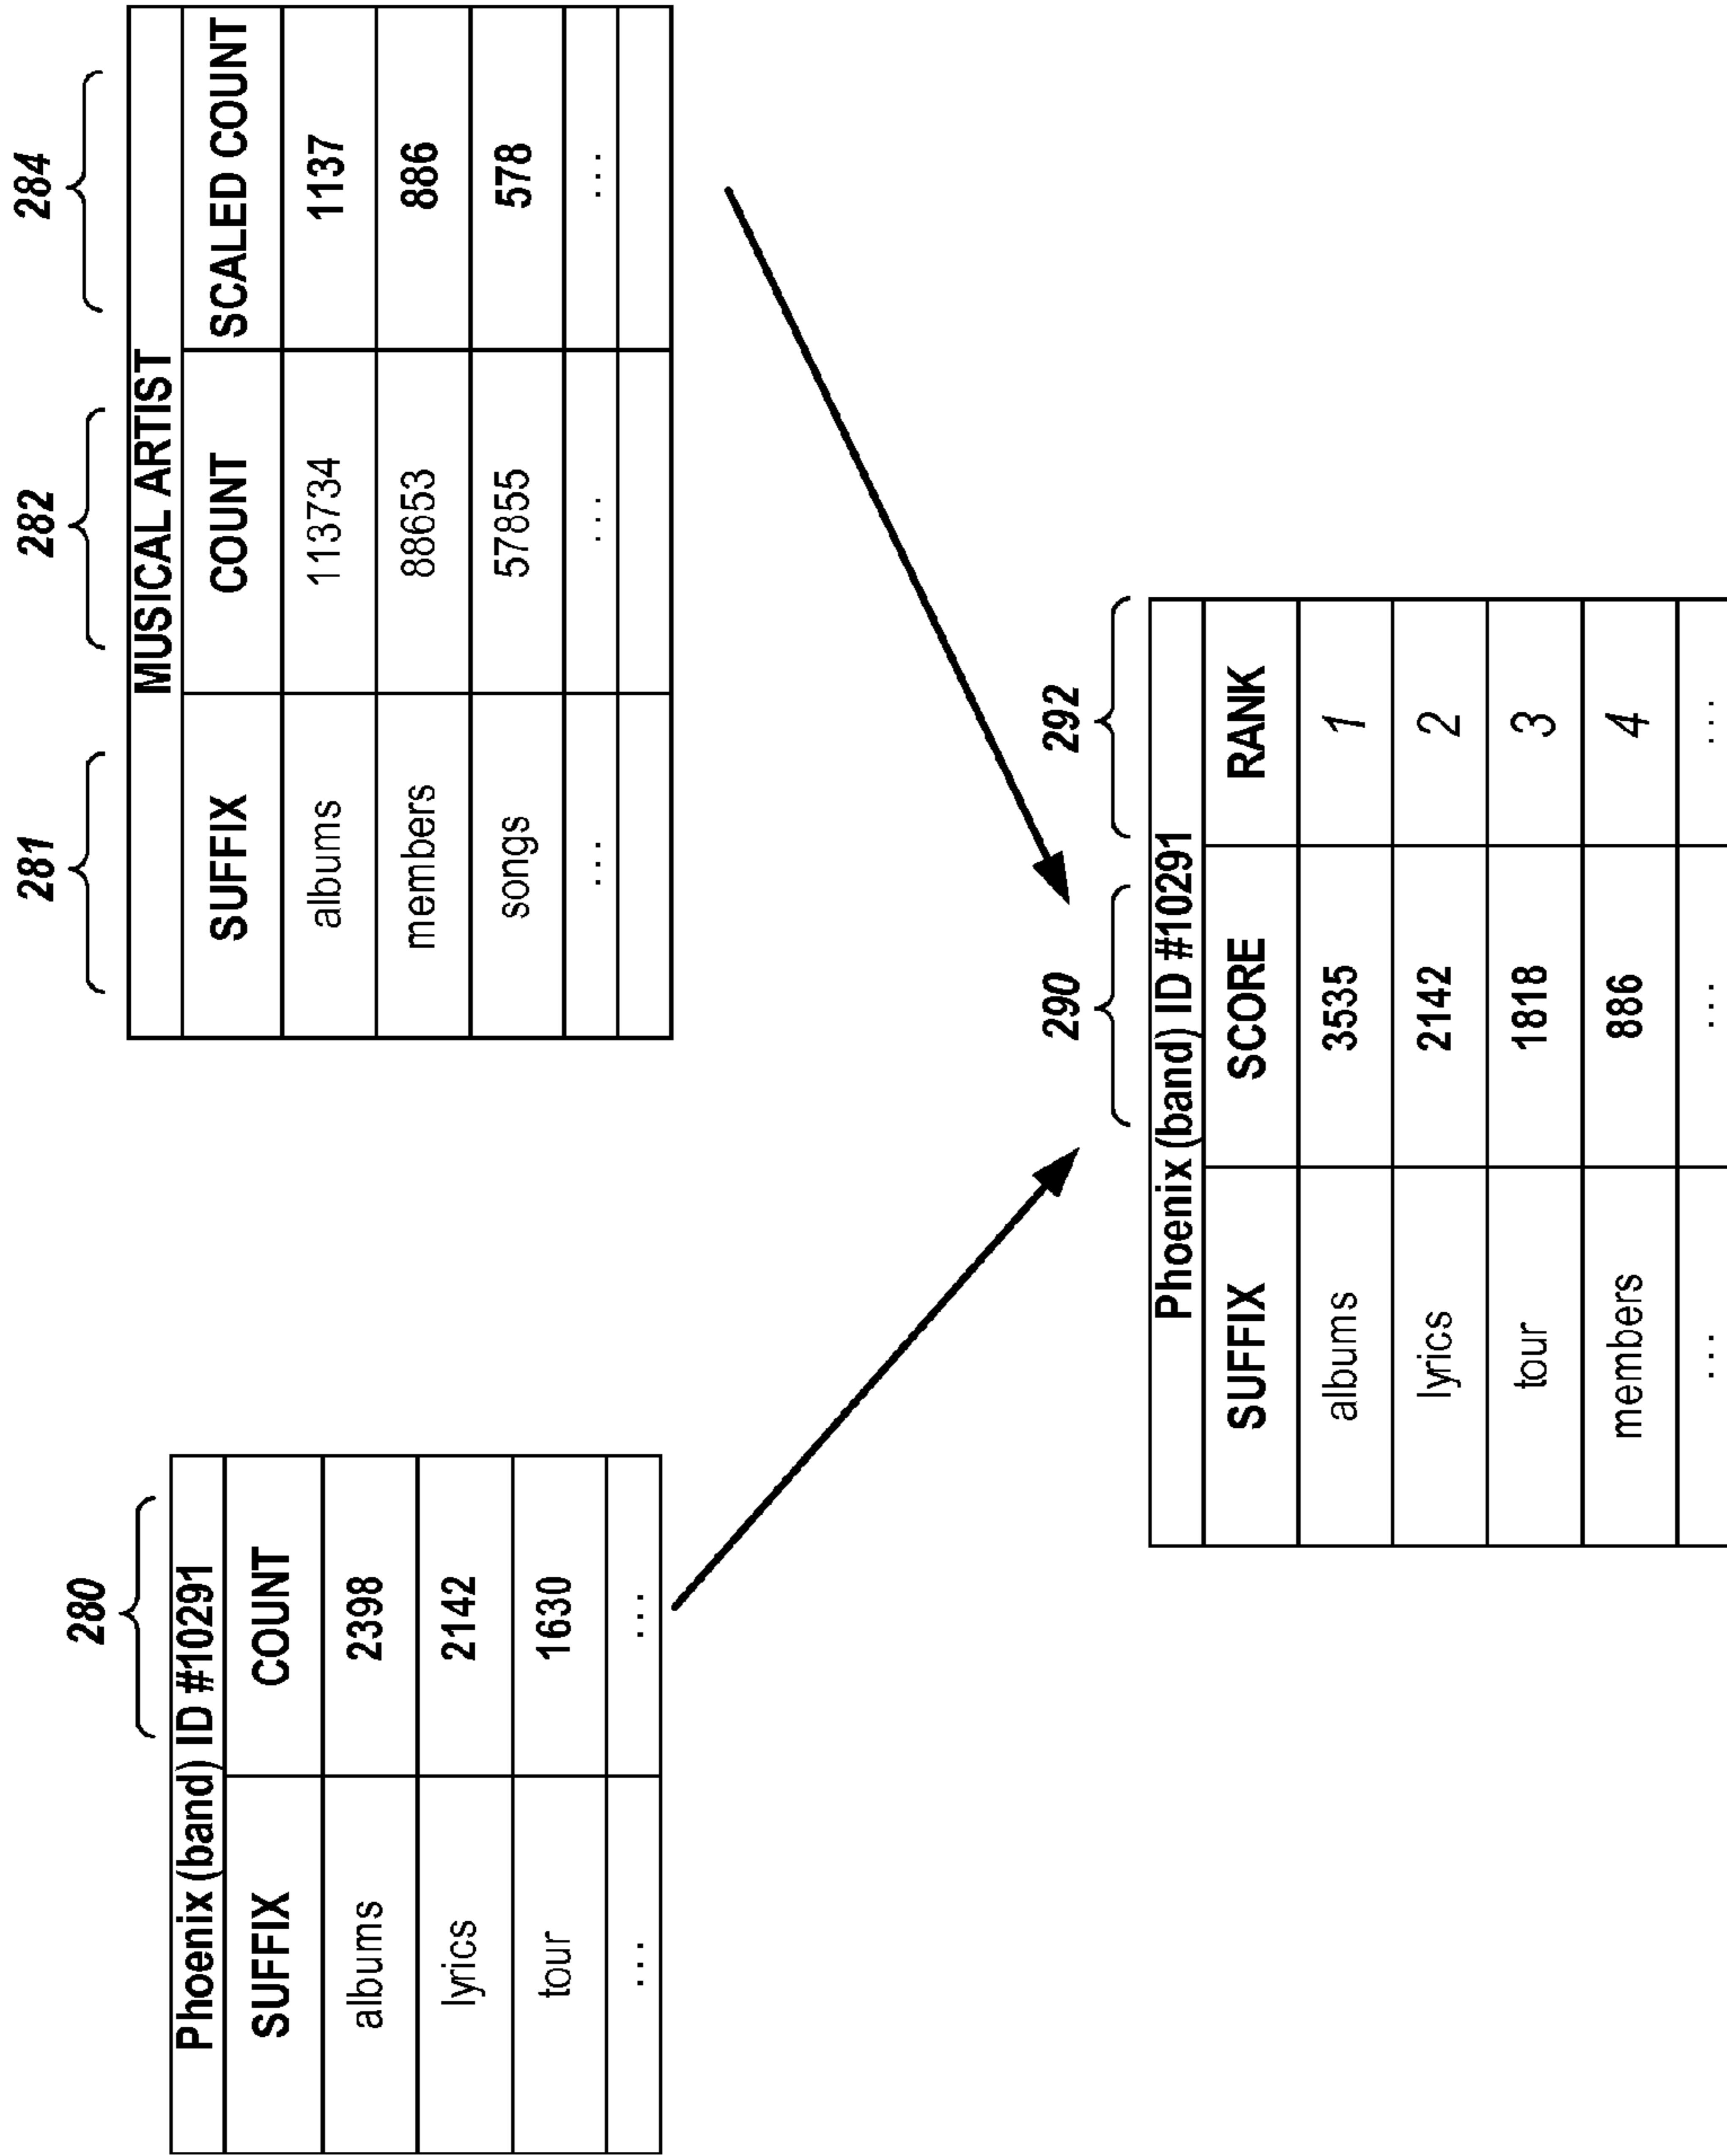 280
Phoenix (band) ID #10291
SUFFIX COUNT
albums 2398
lyrics 2142
tour 1630
... ...
281 282 284
MUSICAL ARTIST
SUFFIX COUNT SCALED COUNT
albums 113734 1137
members 88653 886
songs 57855 578
... ... ...
290 292
Phoenix (band) ID #10291
SUFFIX SCORE RANK
albums 3535 1
lyrics 2142 2
tour 1818 3
members 886 4
... ... ...